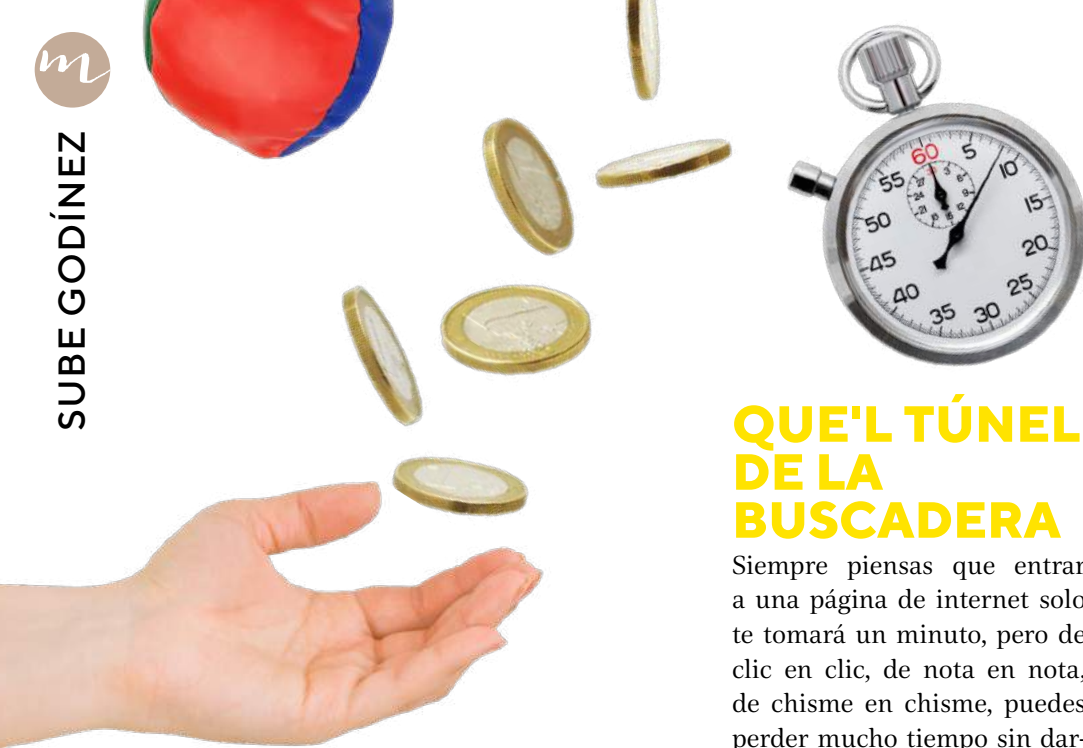 m
SUBE GODÍNEZ
60
5
10
15
20
25
30
35
40
45
50
55
QUE'L TÚNEL
DE LA
BUSCADERA
Siempre piensas que entrar
a una página de internet solo
te tomará un minuto, pero de
clic en clic, de nota en nota,
de chisme en chisme, puedes
perder mucho tiempo sin dar-